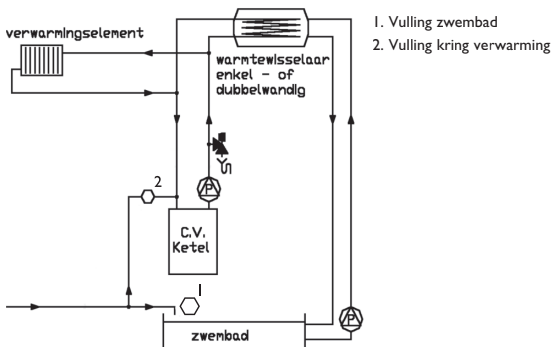 verwarmingselement
warmtewisselaar
enkel - of
dubbelwandig
1. Vulling zwembad
2. Vulling kring verwarming
2
P
C.V.
Ketel
1
P
zwembad